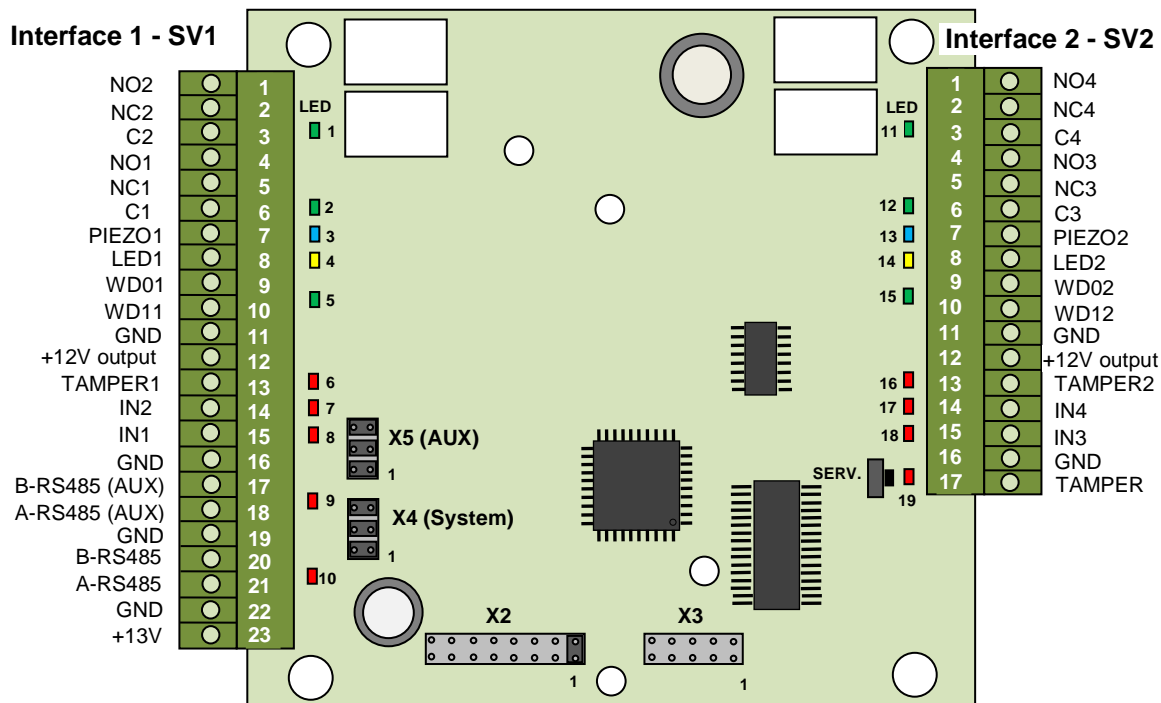 Interface 1 - SV1
Interface 2 - SV2
NO2 1
NC2 2
C2 3
NO1 4
NC1 5
C1 6
PIEZO1 7
LED1 8
WD01 9
WD11 10
GND 11
+12V output 12
TAMPER1 13
IN2 14
IN1 15
GND 16
B-RS485 (AUX) 17
A-RS485 (AUX) 18
GND 19
B-RS485 20
A-RS485 21
GND 22
+13V 23
LED
1
2
3
4
5
6
7
8
9
10
X5 (AUX)
1
X4 (System)
1
X2
1
X3
1
LED
11
12
13
14
15
16
17
18
SERV.
19
1 NO4
2 NC4
3 C4
4 NO3
5 NC3
6 C3
7 PIEZO2
8 LED2
9 WD02
10 WD12
11 GND
12 +12V output
13 TAMPER2
14 IN4
15 IN3
16 GND
17 TAMPER